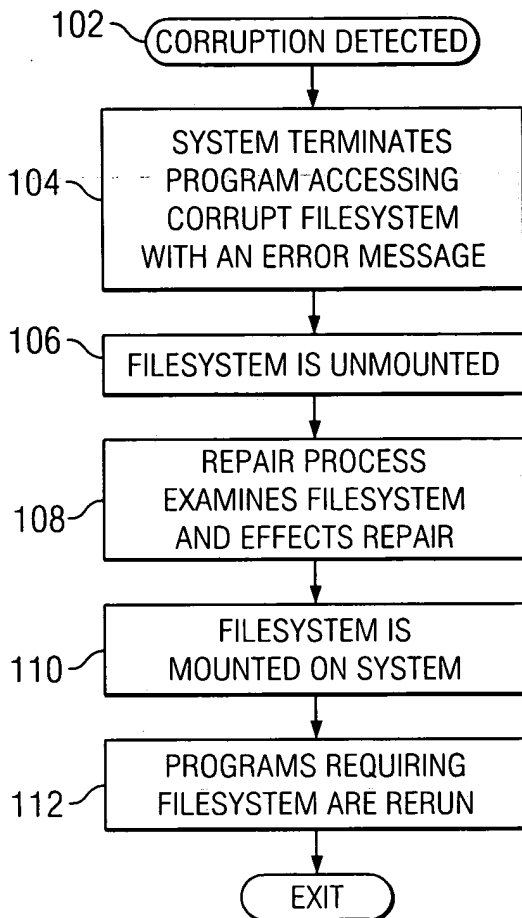 102
CORRUPTION DETECTED
104
SYSTEM TERMINATES
PROGRAM ACCESSING
CORRUPT FILESYSTEM
WITH AN ERROR MESSAGE
106
FILESYSTEM IS UNMOUNTED
108
REPAIR PROCESS
EXAMINES FILESYSTEM
AND EFFECTS REPAIR
110
FILESYSTEM IS
MOUNTED ON SYSTEM
112
PROGRAMS REQUIRING
FILESYSTEM ARE RERUN
EXIT